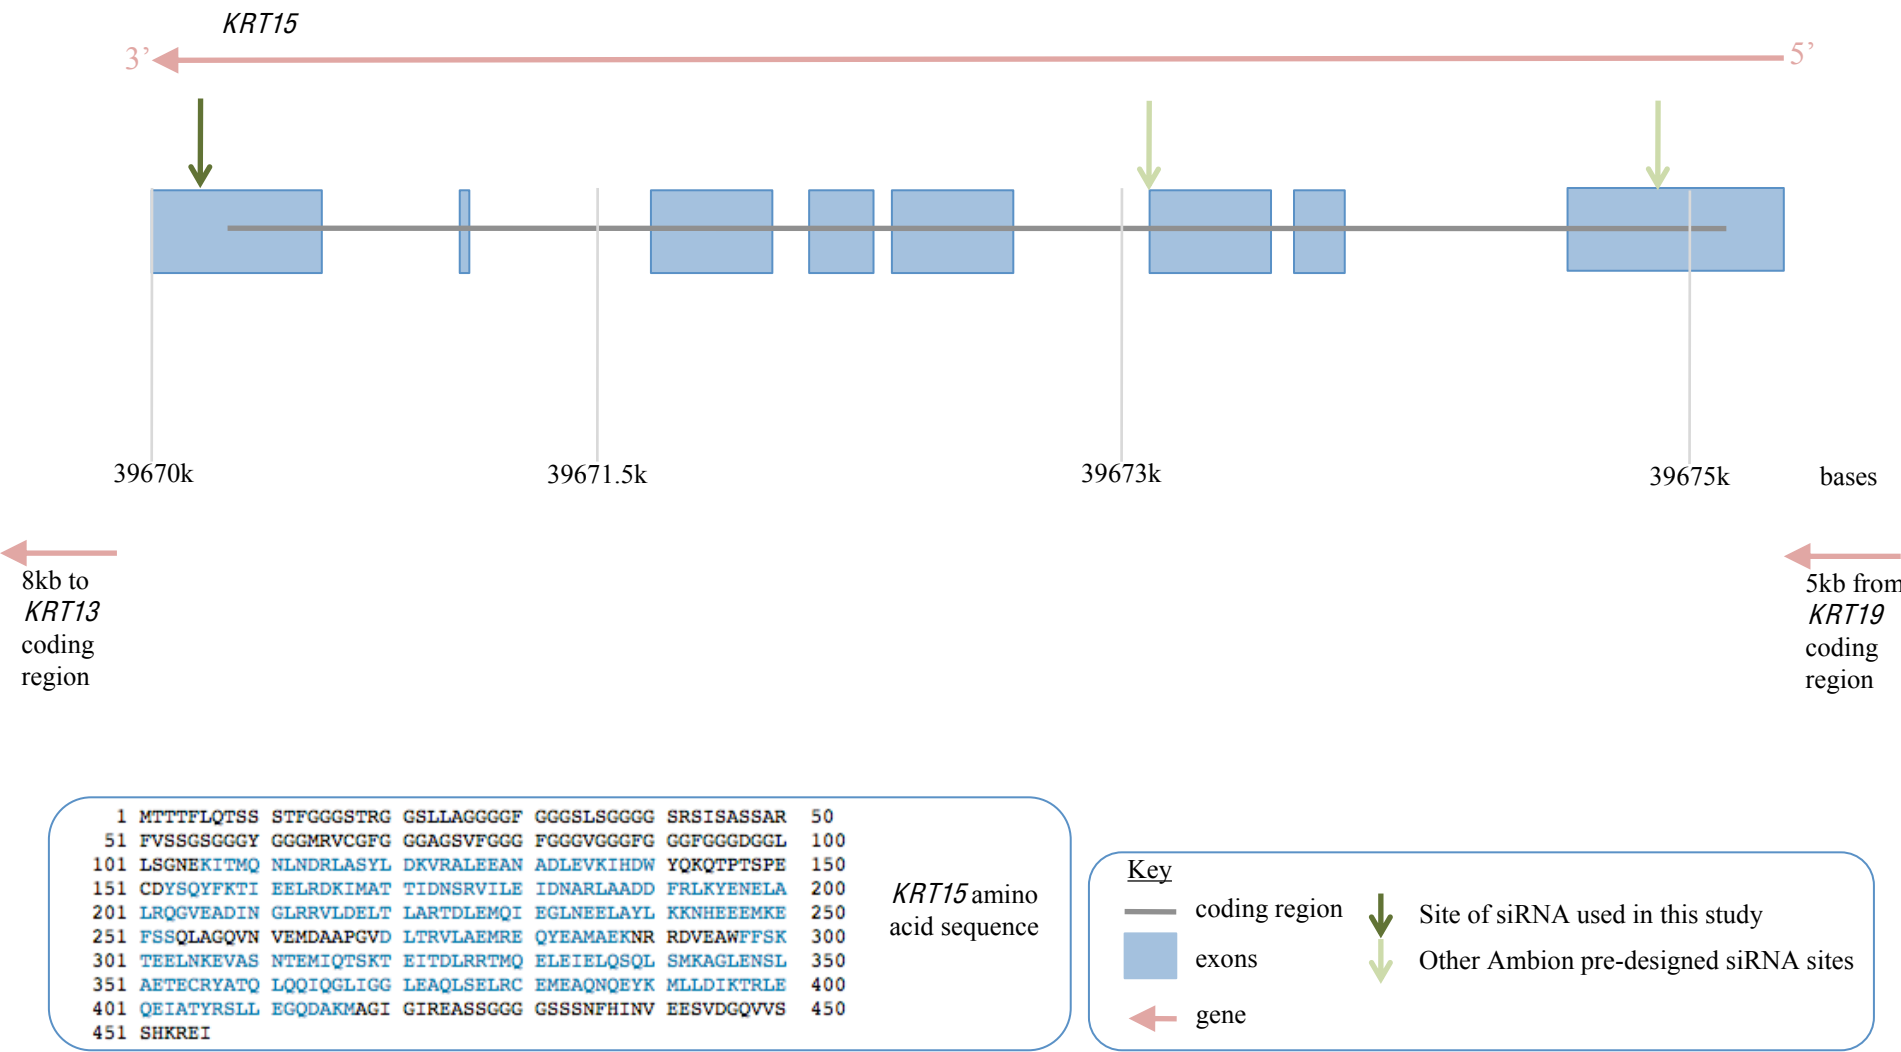 KRT15
3’ 5’
39670k 39671.5k 39673k 39675k bases
8kb to
KRT13
coding
region
5kb from
KRT19
coding
region
1 MTTTFLQTSS STFGGGSTRG GSLLAGGGGF GGGSLSGGGG SRSISASSAR 50
51 FVSSGSGGGY GGGMRVCGFG GGAGSVFGGG FGGGVGGGFG GGFGGGDGGL 100
101 LSGNEKITMQ NLNDRLASYL DKVRALEEAN ADLEVKIHDW YQKQTPTSPE 150
151 CDYSQYFKTI EELRDKIMAT TIDNSRVILE IDNARLAADD FRLKYENELA 200
201 LRQGVEADIN GLRRVLDELT LARTDLEMQI EGLNEELAYL KKNHEEEMKE 250
251 FSSQLAGQVN VEMDAAPGVD LTRVLAEMRE QYEAMAEKNR RDVEAWFFSK 300
301 TEELNKEVAS NTEMIQTSKT EITDLRRTMQ ELEIELQSQL SMKAGLENSL 350
351 AETECRYATQ LQQIQGLIGG LEAQLSELRC EMEAQNQEYK MLLDIKTRLE 400
401 QEIATYRSLL EGQDAKMAGI GIREASSGGG GSSSNFHINV EESVDGQVVS 450
451 SHKREI
KRT15 amino
acid sequence
Key
coding region
exons
gene
Site of siRNA used in this study
Other Ambion pre-designed siRNA sites